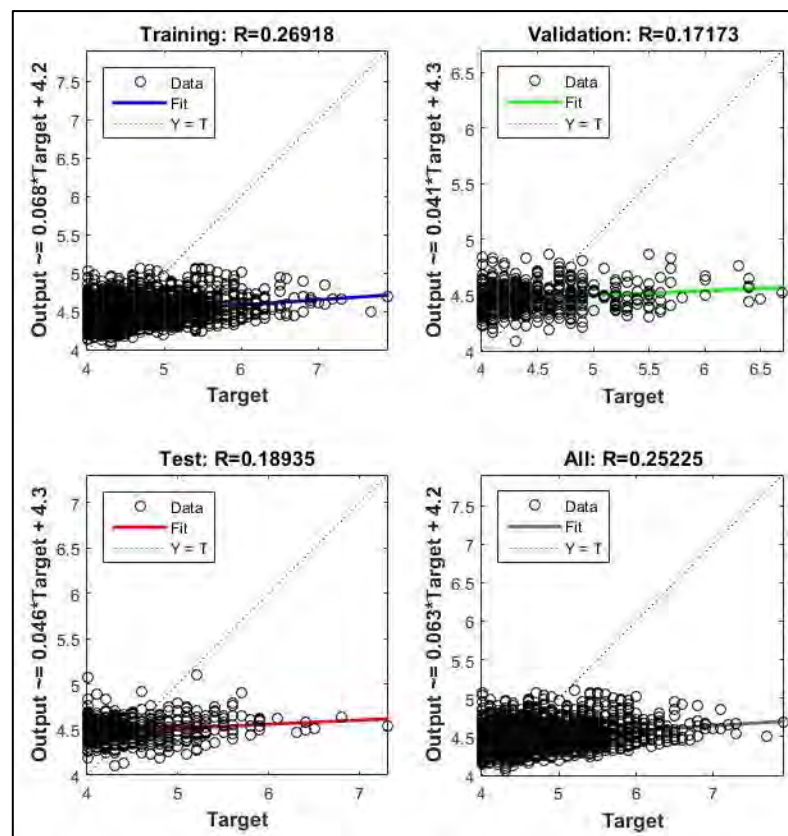 Training: R=0.26918
Output ~= 0.068*Target + 4.2
7.5
7
6.5
6
5.5
5
4.5
4
Data
Fit
Y = T
4
5
6
7
Target
Validation: R=0.17173
Output ~= 0.041*Target + 4.3
6.5
6
5.5
5
4.5
4
Data
Fit
Y = T
4
4.5
5
5.5
6
6.5
Target
Test: R=0.18935
Output ~= 0.046*Target + 4.3
7
6.5
6
5.5
5
4.5
4
Data
Fit
Y = T
4
5
6
7
Target
All: R=0.25225
Output ~= 0.063*Target + 4.2
7.5
7
6.5
6
5.5
5
4.5
4
Data
Fit
Y = T
4
5
6
7
Target